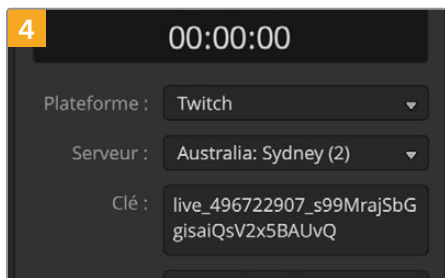 4
00:00:00
Plateforme : Twitch
Serveur : Australia: Sydney (2)
Clé : live_496722907_s99MrajSbG
gisaiQsV2x5BAUvQ